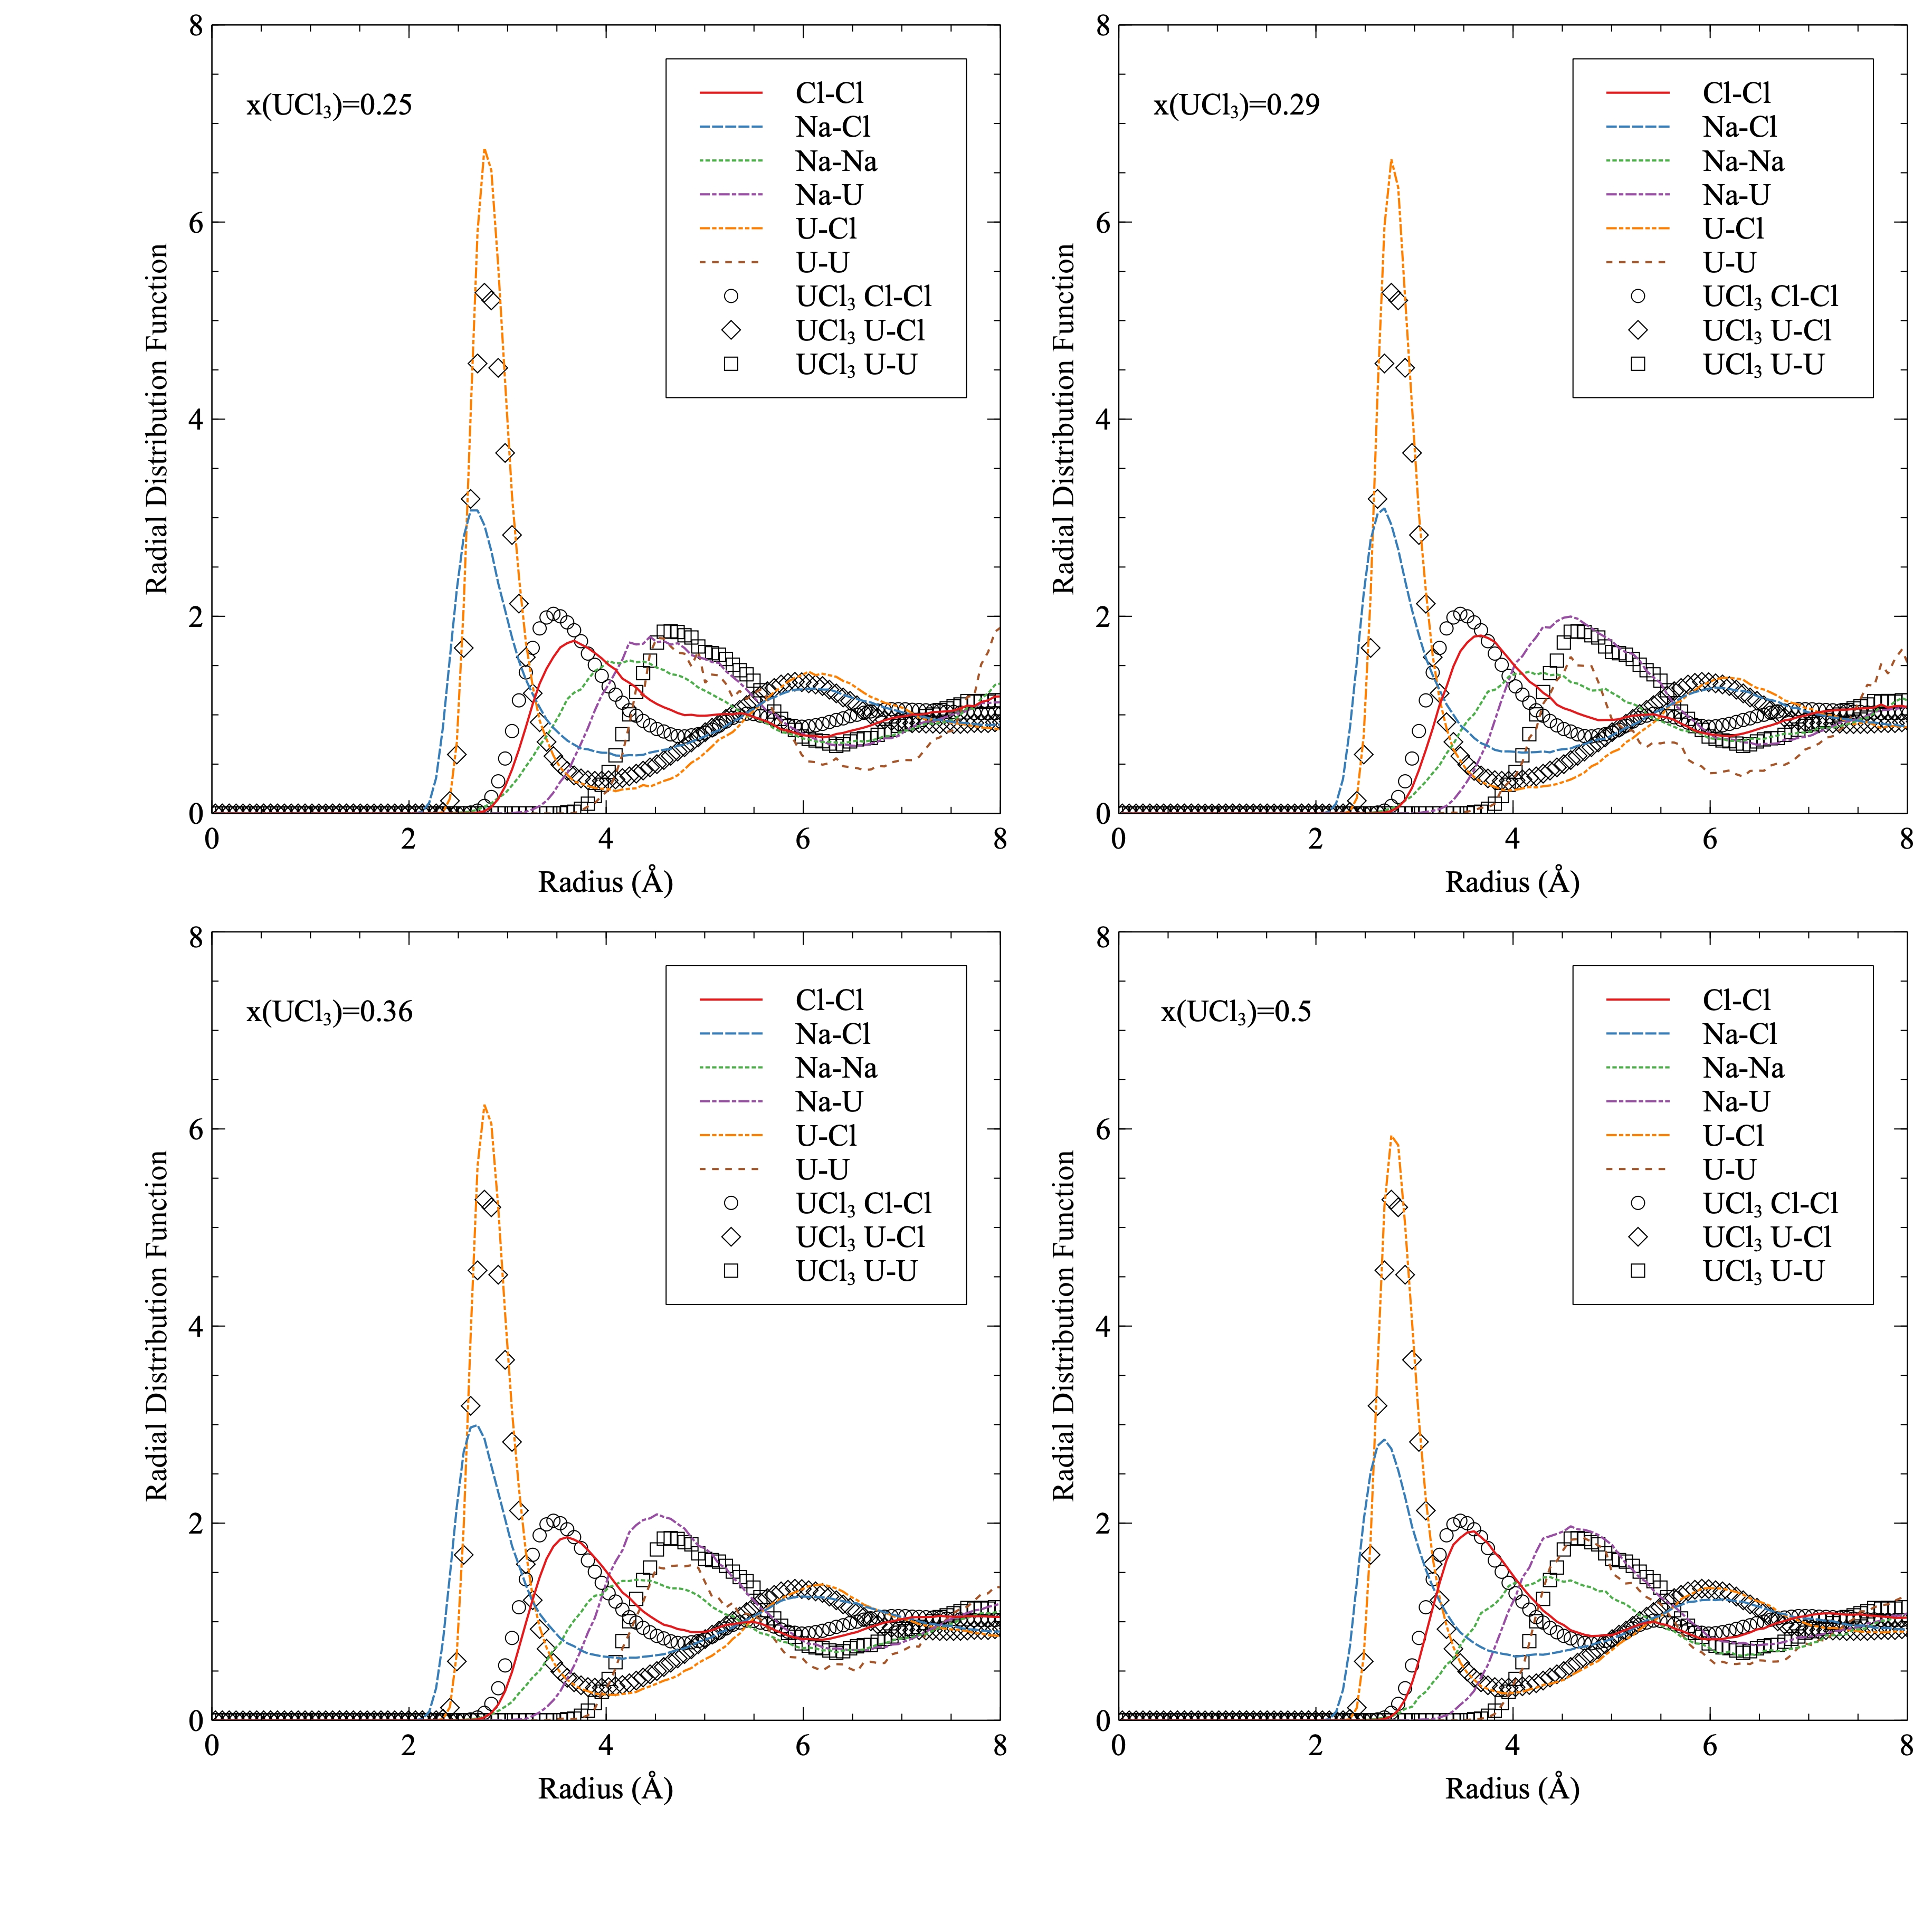 8
6
4
2
0
0
2
4
6
8
Radial Distribution Function
Radius (Å)
x(UCl₃)=0.25
Cl-Cl
Na-Cl
Na-Na
Na-U
U-Cl
U-U
UCl₃ Cl-Cl
UCl₃ U-Cl
UCl₃ U-U
8
6
4
2
0
0
2
4
6
8
Radial Distribution Function
Radius (Å)
x(UCl₃)=0.29
Cl-Cl
Na-Cl
Na-Na
Na-U
U-Cl
U-U
UCl₃ Cl-Cl
UCl₃ U-Cl
UCl₃ U-U
8
6
4
2
0
0
2
4
6
8
Radial Distribution Function
Radius (Å)
x(UCl₃)=0.36
Cl-Cl
Na-Cl
Na-Na
Na-U
U-Cl
U-U
UCl₃ Cl-Cl
UCl₃ U-Cl
UCl₃ U-U
8
6
4
2
0
0
2
4
6
8
Radial Distribution Function
Radius (Å)
x(UCl₃)=0.5
Cl-Cl
Na-Cl
Na-Na
Na-U
U-Cl
U-U
UCl₃ Cl-Cl
UCl₃ U-Cl
UCl₃ U-U